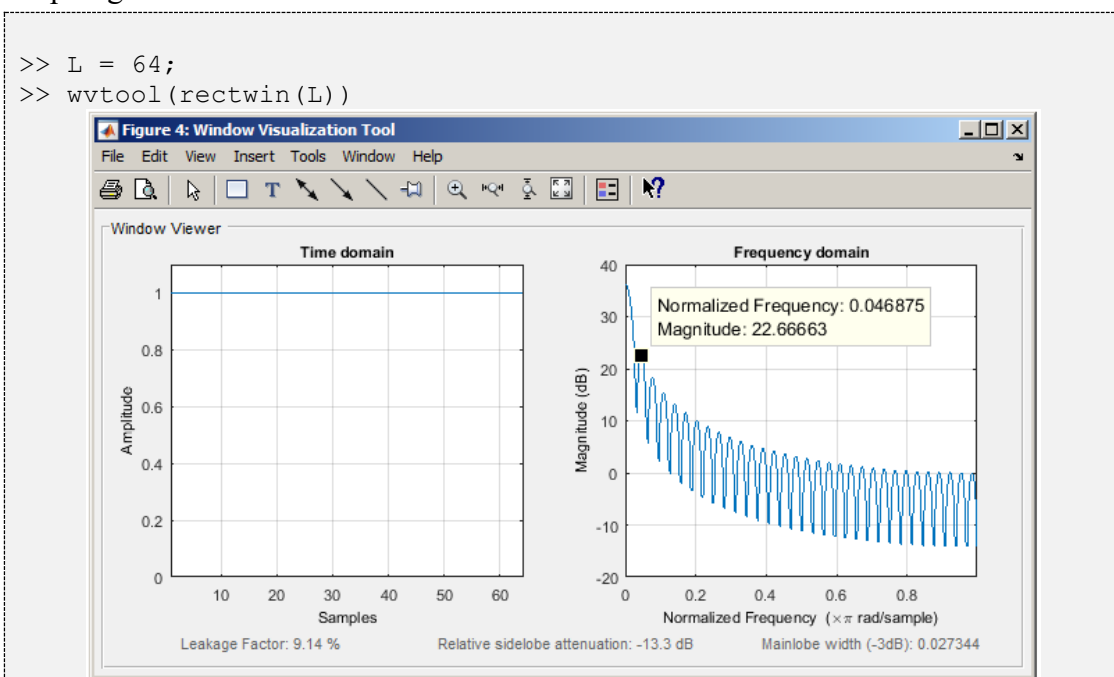 >> L = 64;
>> wvtool(rectwin(L))
Figure 4: Window Visualization Tool
File Edit View Insert Tools Window Help
Window Viewer
Time domain
1
0.8
0.6
0.4
0.2
0
Amplitude
10 20 30 40 50 60
Samples
Frequency domain
Normalized Frequency: 0.046875
Magnitude: 22.66663
40
30
20
10
0
-10
-20
Magnitude (dB)
0 0.2 0.4 0.6 0.8
Normalized Frequency (×π rad/sample)
Leakage Factor: 9.14 % Relative sidelobe attenuation: -13.3 dB Mainlobe width (-3dB): 0.027344